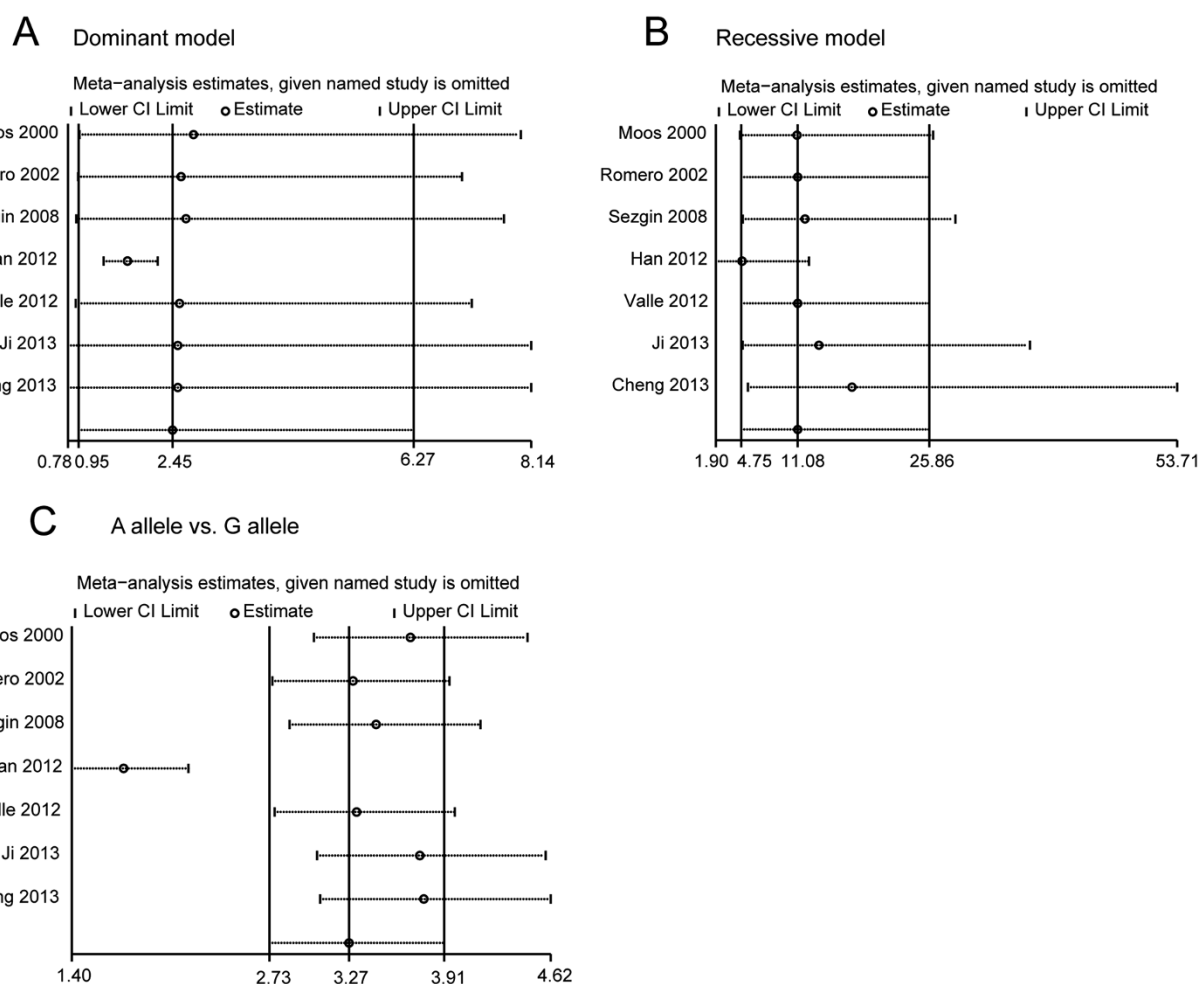 A Dominant model
Meta−analysis estimates, given named study is omitted
Lower CI Limit Estimate Upper CI Limit
os 2000
ro 2002
in 2008
an 2012
le 2012
Ji 2013
ng 2013
0.78 0.95 2.45 6.27 8.14
B Recessive model
Meta−analysis estimates, given named study is omitted
Lower CI Limit Estimate Upper CI Limit
Moos 2000
Romero 2002
Sezgin 2008
Han 2012
Valle 2012
Ji 2013
Cheng 2013
1.90 4.75 11.08 25.86 53.71
C A allele vs. G allele
Meta−analysis estimates, given named study is omitted
Lower CI Limit Estimate Upper CI Limit
os 2000
ero 2002
gin 2008
an 2012
lle 2012
Ji 2013
ng 2013
1.40 2.73 3.27 3.91 4.62